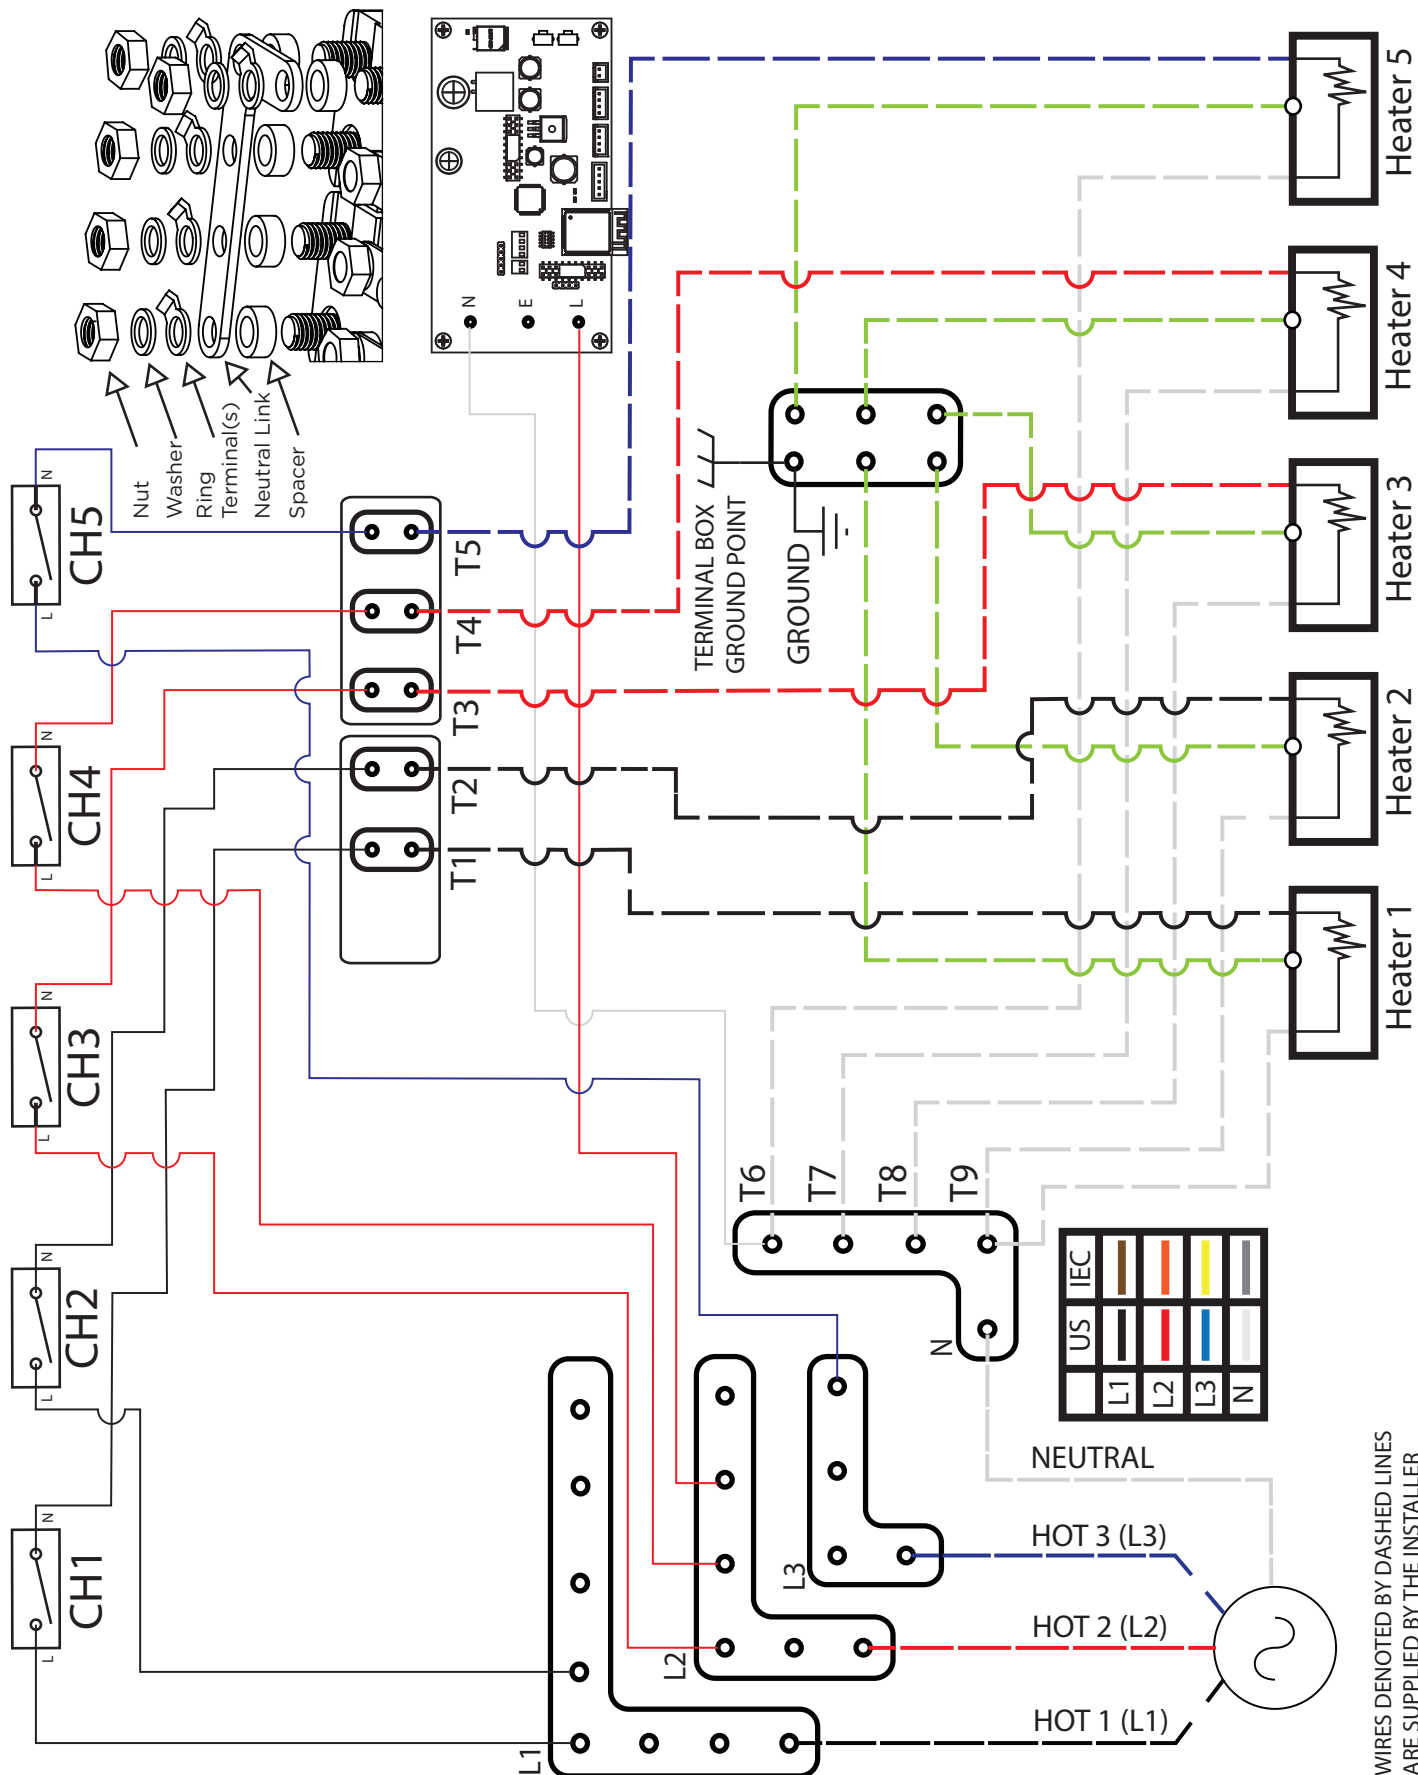 Nut
Washer
Ring
Terminal(s)
Neutral Link
Spacer
N
E
L
CH5
N
L
CH4
N
L
CH3
N
L
CH2
N
L
CH1
N
L
T5
T4
T3
T2
T1
TERMINAL BOX
GROUND POINT
GROUND
Heater 5
Heater 4
Heater 3
Heater 2
Heater 1
T6
T7
T8
T9
N
L1
L2
L3
NEUTRAL
HOT 3 (L3)
HOT 2 (L2)
HOT 1 (L1)
US IEC
L1
L2
L3
N
WIRES DENOTED BY DASHED LINES
ARE SUPPLIED BY THE INSTALLER